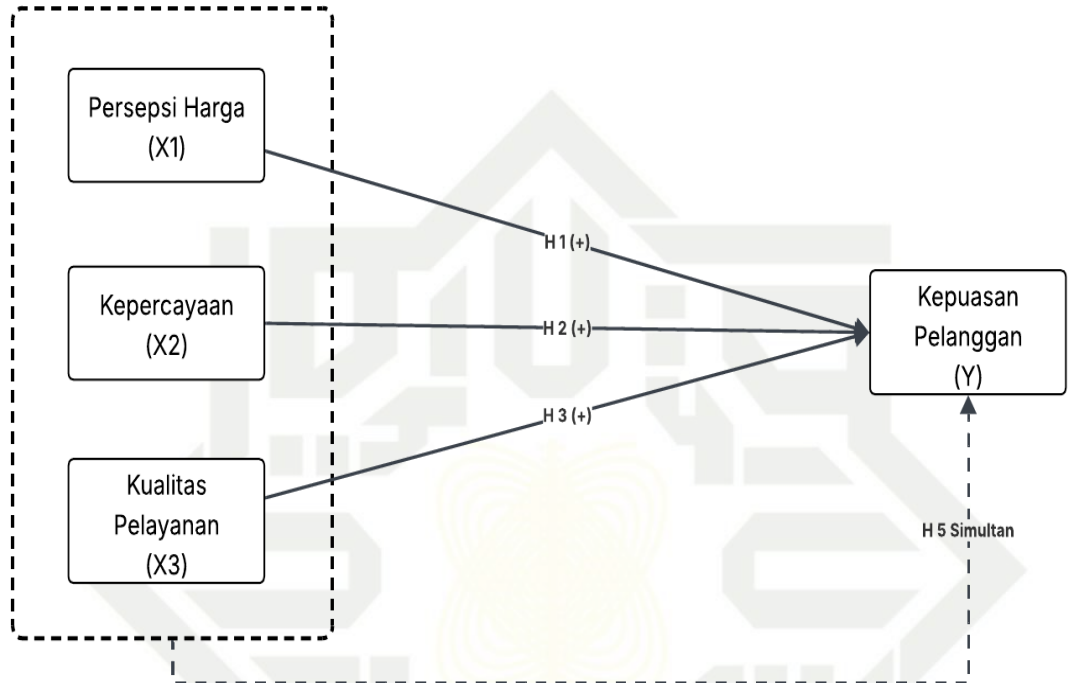 Persepsi Harga
(X1)
H 1 (+)
Kepercayaan
(X2)
H 2 (+)
Kepuasan
Pelanggan
(Y)
H 3 (+)
Kualitas
Pelayanan
(X3)
H 5 Simultan